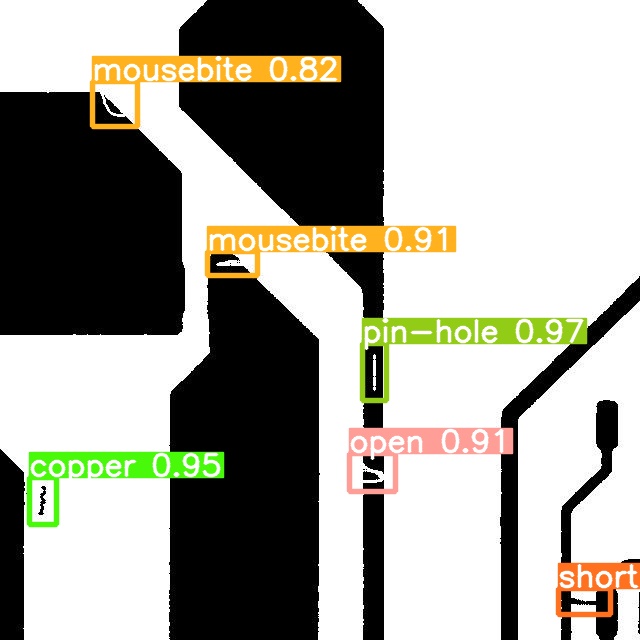 mousebite 0.82
mousebite 0.91
pin-hole 0.97
open 0.91
copper 0.95
short